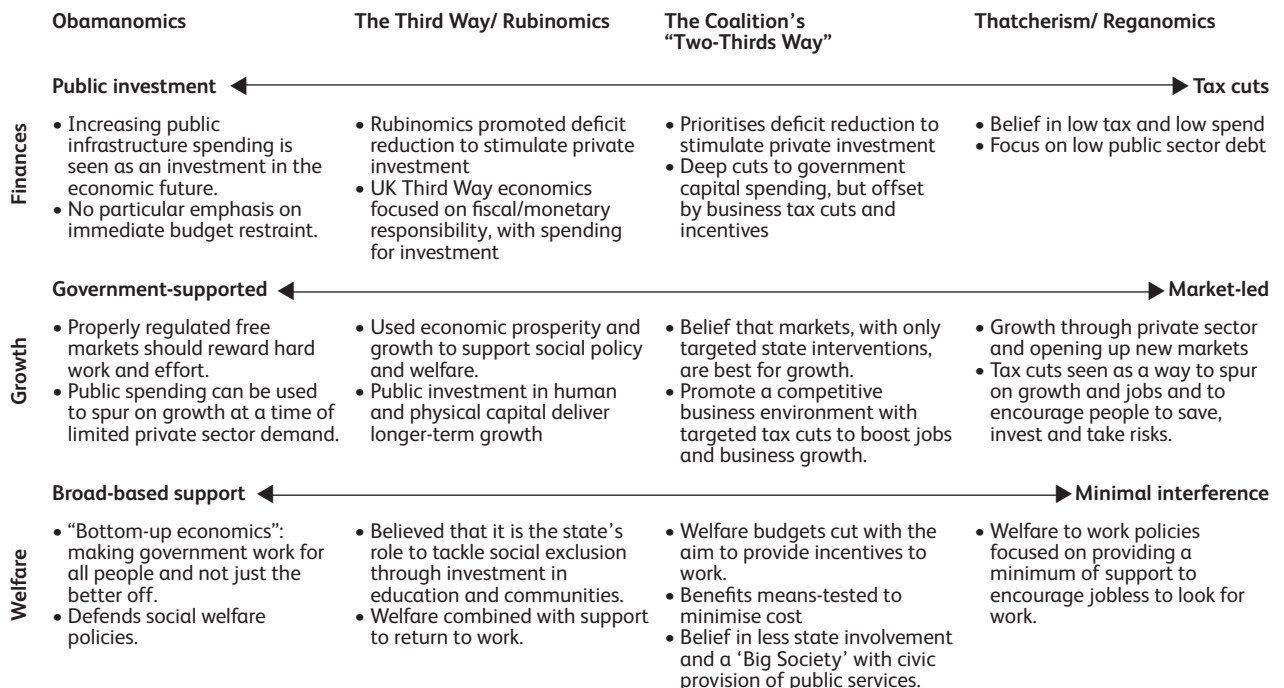 Obamanomics
The Third Way/ Rubinomics
The Coalition's
"Two-Thirds Way"
Thatcherism/ Reganomics
Finances
Public investment
Tax cuts
• Increasing public
infrastructure spending is
seen as an investment in the
economic future.
• No particular emphasis on
immediate budget restraint.
• Rubinomics promoted deficit
reduction to stimulate private
investment
• UK Third Way economics
focused on fiscal/monetary
responsibility, with spending
for investment
• Prioritises deficit reduction to
stimulate private investment
• Deep cuts to government
capital spending, but offset
by business tax cuts and
incentives
• Belief in low tax and low spend
• Focus on low public sector debt
Growth
Government-supported
Market-led
• Properly regulated free
markets should reward hard
work and effort.
• Public spending can be used
to spur on growth at a time of
limited private sector demand.
• Used economic prosperity and
growth to support social policy
and welfare.
• Public investment in human
and physical capital deliver
longer-term growth
• Belief that markets, with only
targeted state interventions,
are best for growth.
• Promote a competitive
business environment with
targeted tax cuts to boost jobs
and business growth.
• Growth through private sector
and opening up new markets
• Tax cuts seen as a way to spur
on growth and jobs and to
encourage people to save,
invest and take risks.
Welfare
Broad-based support
Minimal interference
• "Bottom-up economics":
making government work for
all people and not just the
better off.
• Defends social welfare
policies.
• Believed that it is the state's
role to tackle social exclusion
through investment in
education and communities.
• Welfare combined with support
to return to work.
• Welfare budgets cut with the
aim to provide incentives to
work.
• Benefits means-tested to
minimise cost
• Belief in less state involvement
and a 'Big Society' with civic
provision of public services.
• Welfare to work policies
focused on providing a
minimum of support to
encourage jobless to look for
work.